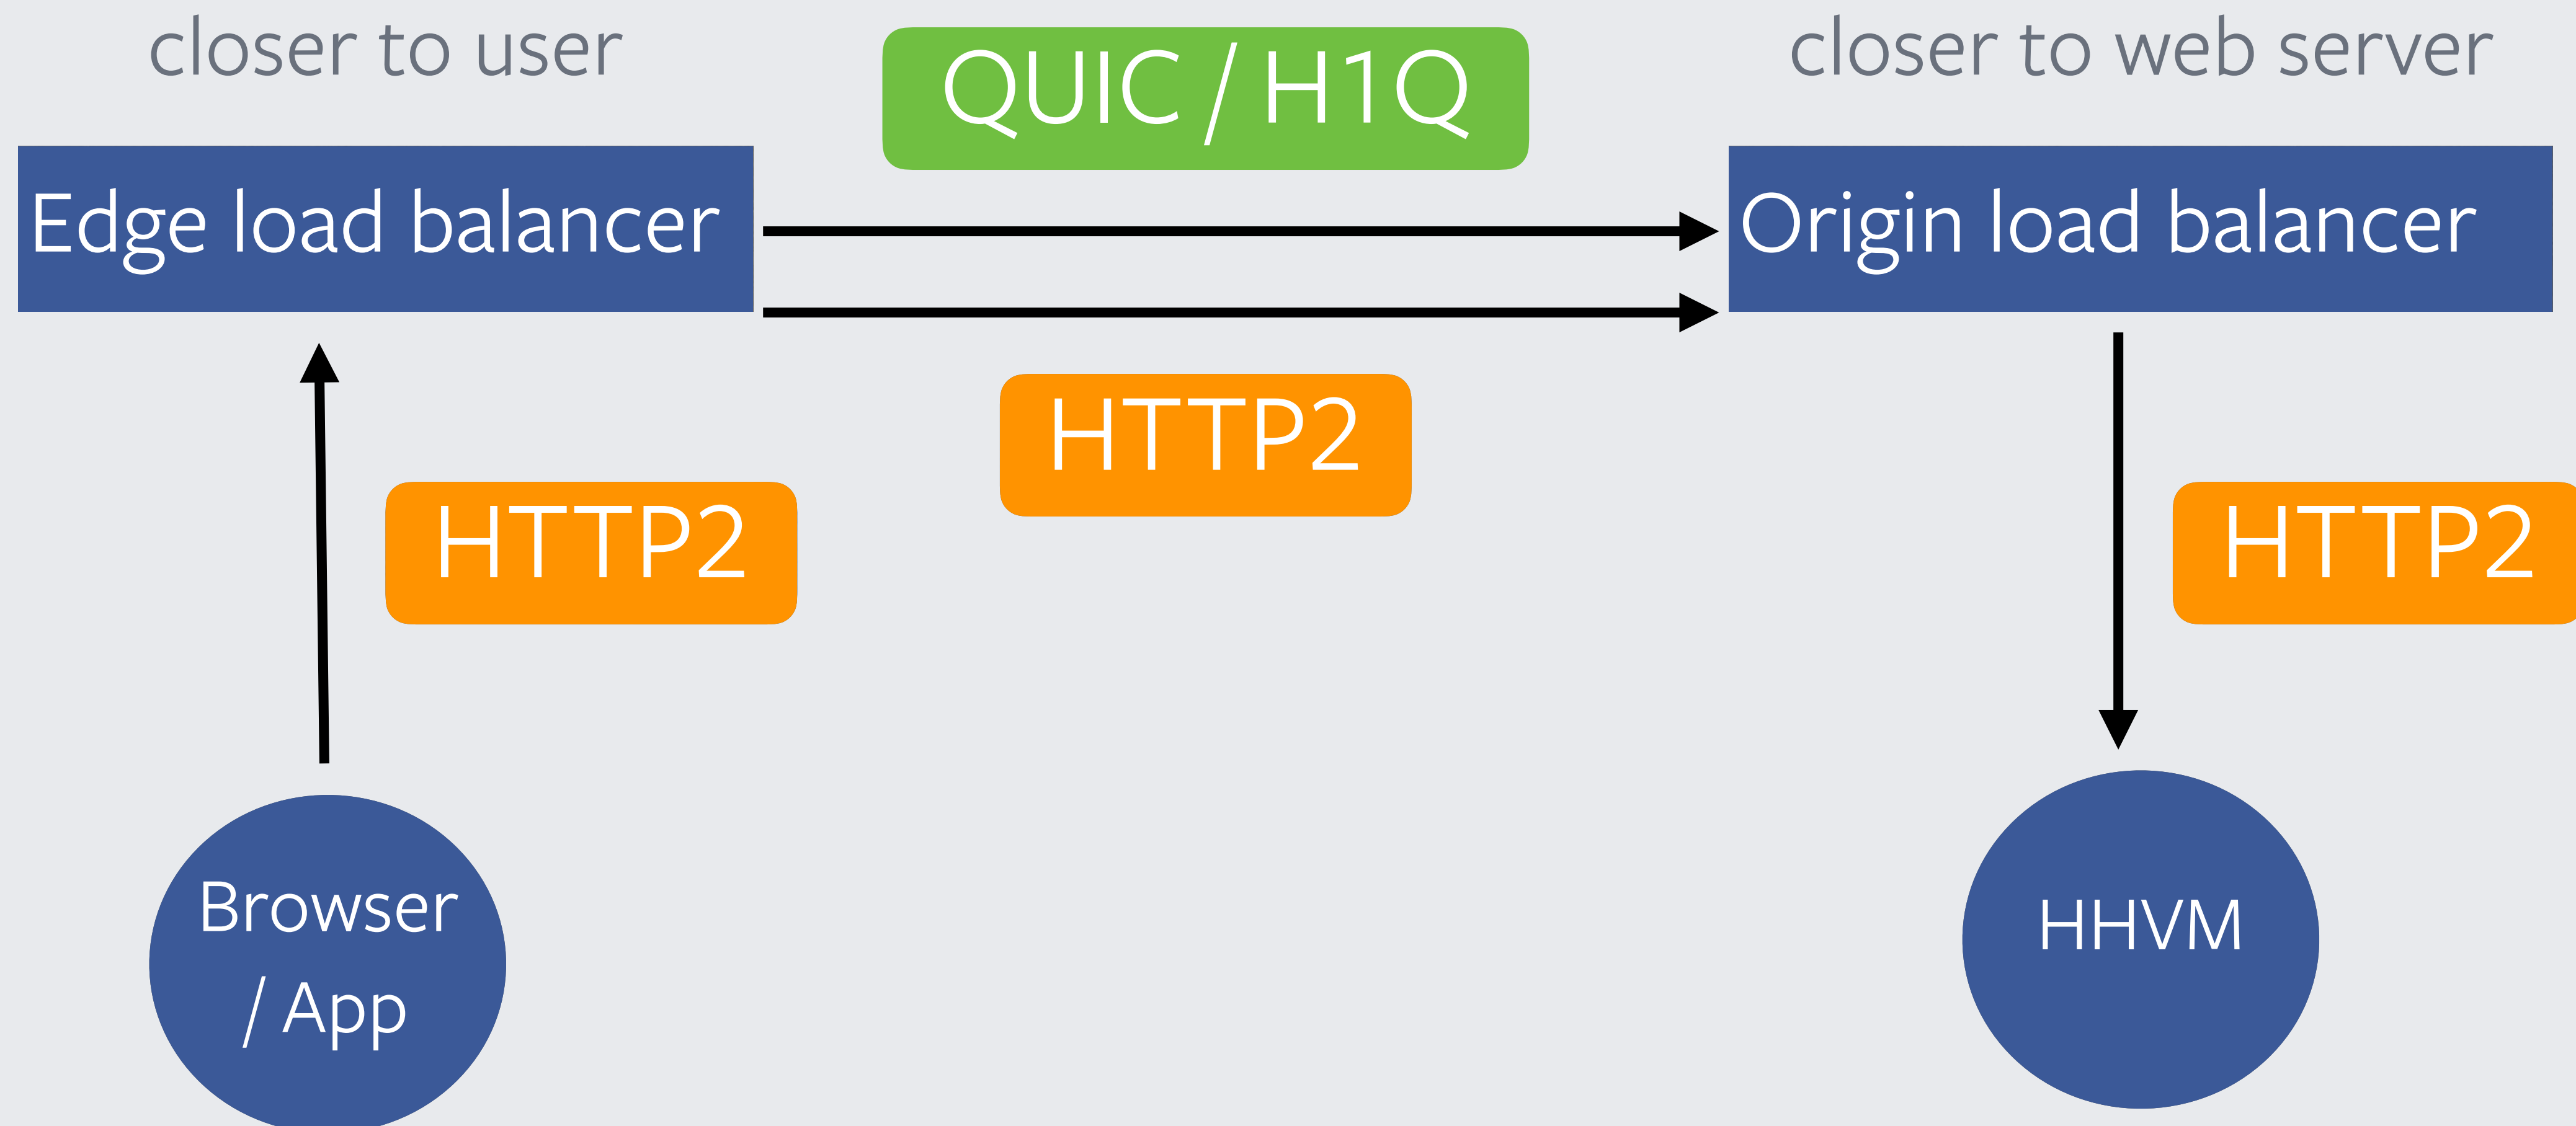 closer to user
QUIC / H1Q
closer to web server
Edge load balancer
Origin load balancer
HTTP2
HTTP2
HTTP2
Browser
/ App
HHVM